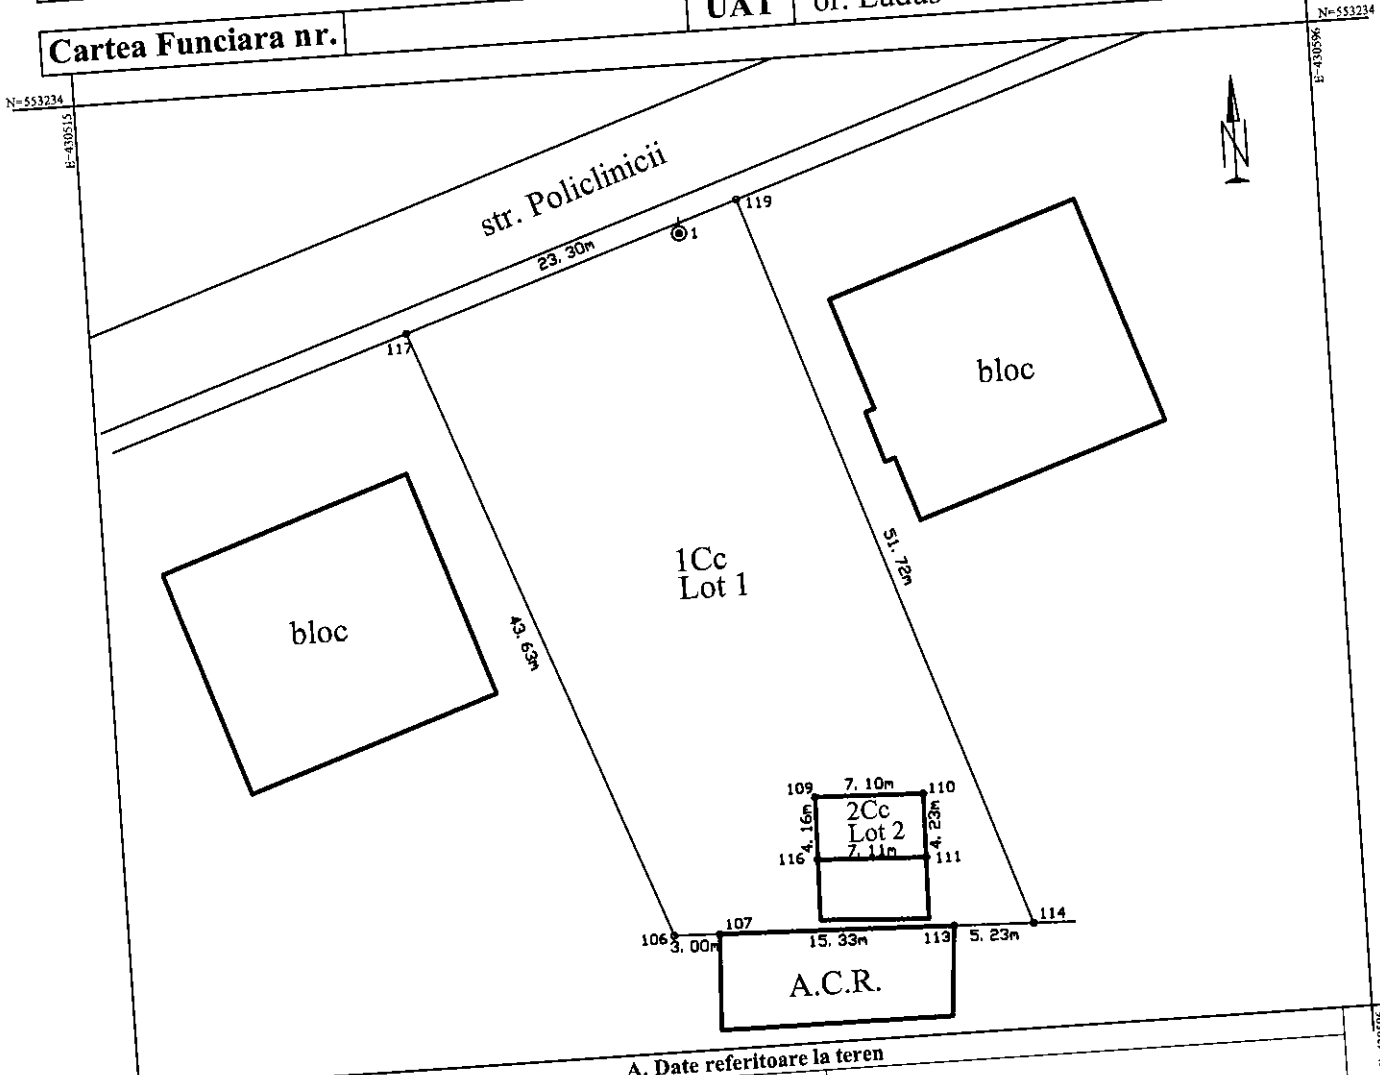 UAT
or. Luduș
Cartea Funciara nr.
N=553234
N=553234
E=430515
E=430596
str. Policlinicii
N
119
1
23. 30m
117
bloc
1Cc
Lot 1
51. 72m
bloc
43. 63m
109
7. 10m
110
2Cc
Lot 2
4. 16m
4. 23m
116
7. 11m
111
114
106
3. 00m
107
15. 33m
113
5. 23m
A.C.R.
A. Date referitoare la teren